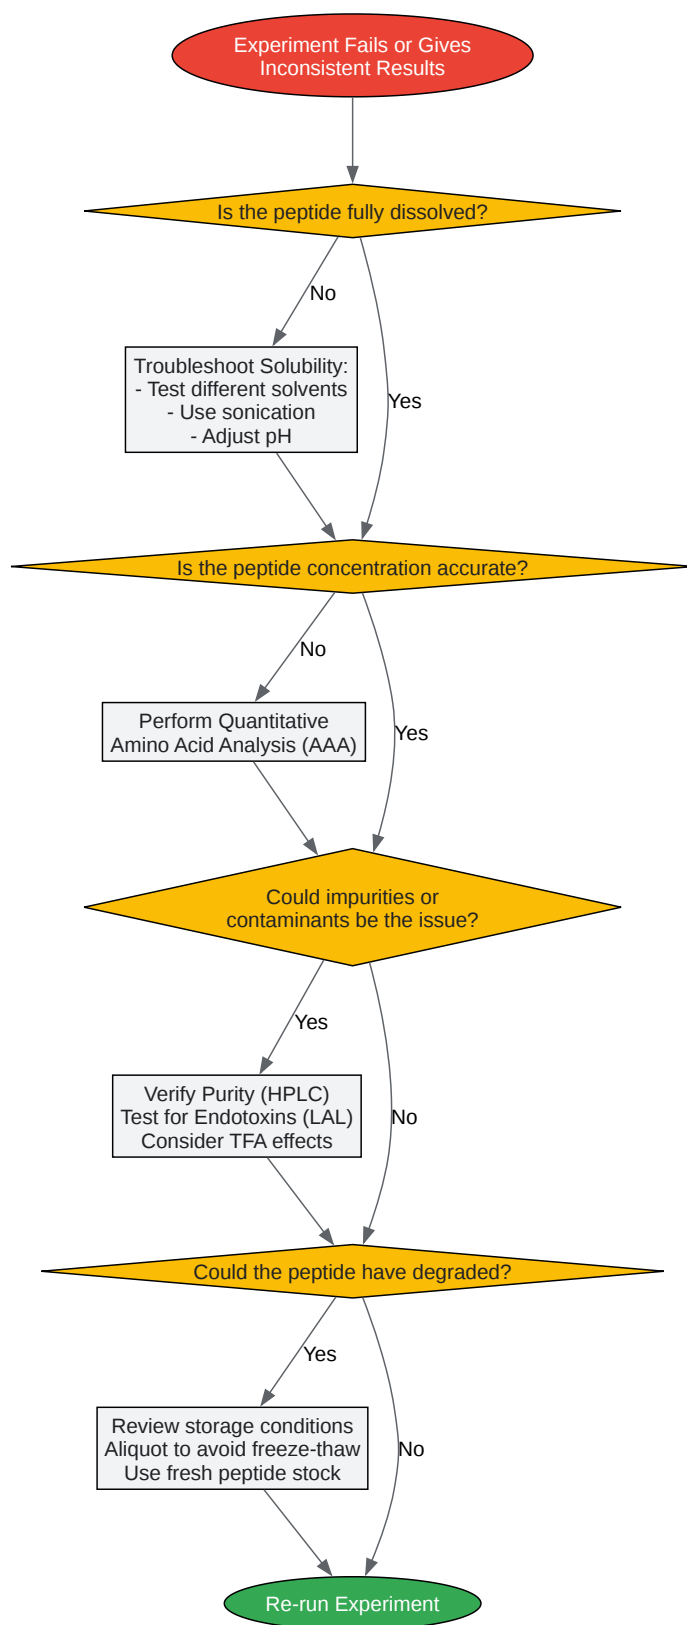 Experiment Fails or Gives
Inconsistent Results
Is the peptide fully dissolved?
No
Troubleshoot Solubility:
- Test different solvents
- Use sonication
- Adjust pH
Yes
Is the peptide concentration accurate?
No
Perform Quantitative
Amino Acid Analysis (AAA)
Yes
Could impurities or
contaminants be the issue?
Yes
Verify Purity (HPLC)
Test for Endotoxins (LAL)
Consider TFA effects
No
Could the peptide have degraded?
Yes
Review storage conditions
Aliquot to avoid freeze-thaw
Use fresh peptide stock
No
Re-run Experiment